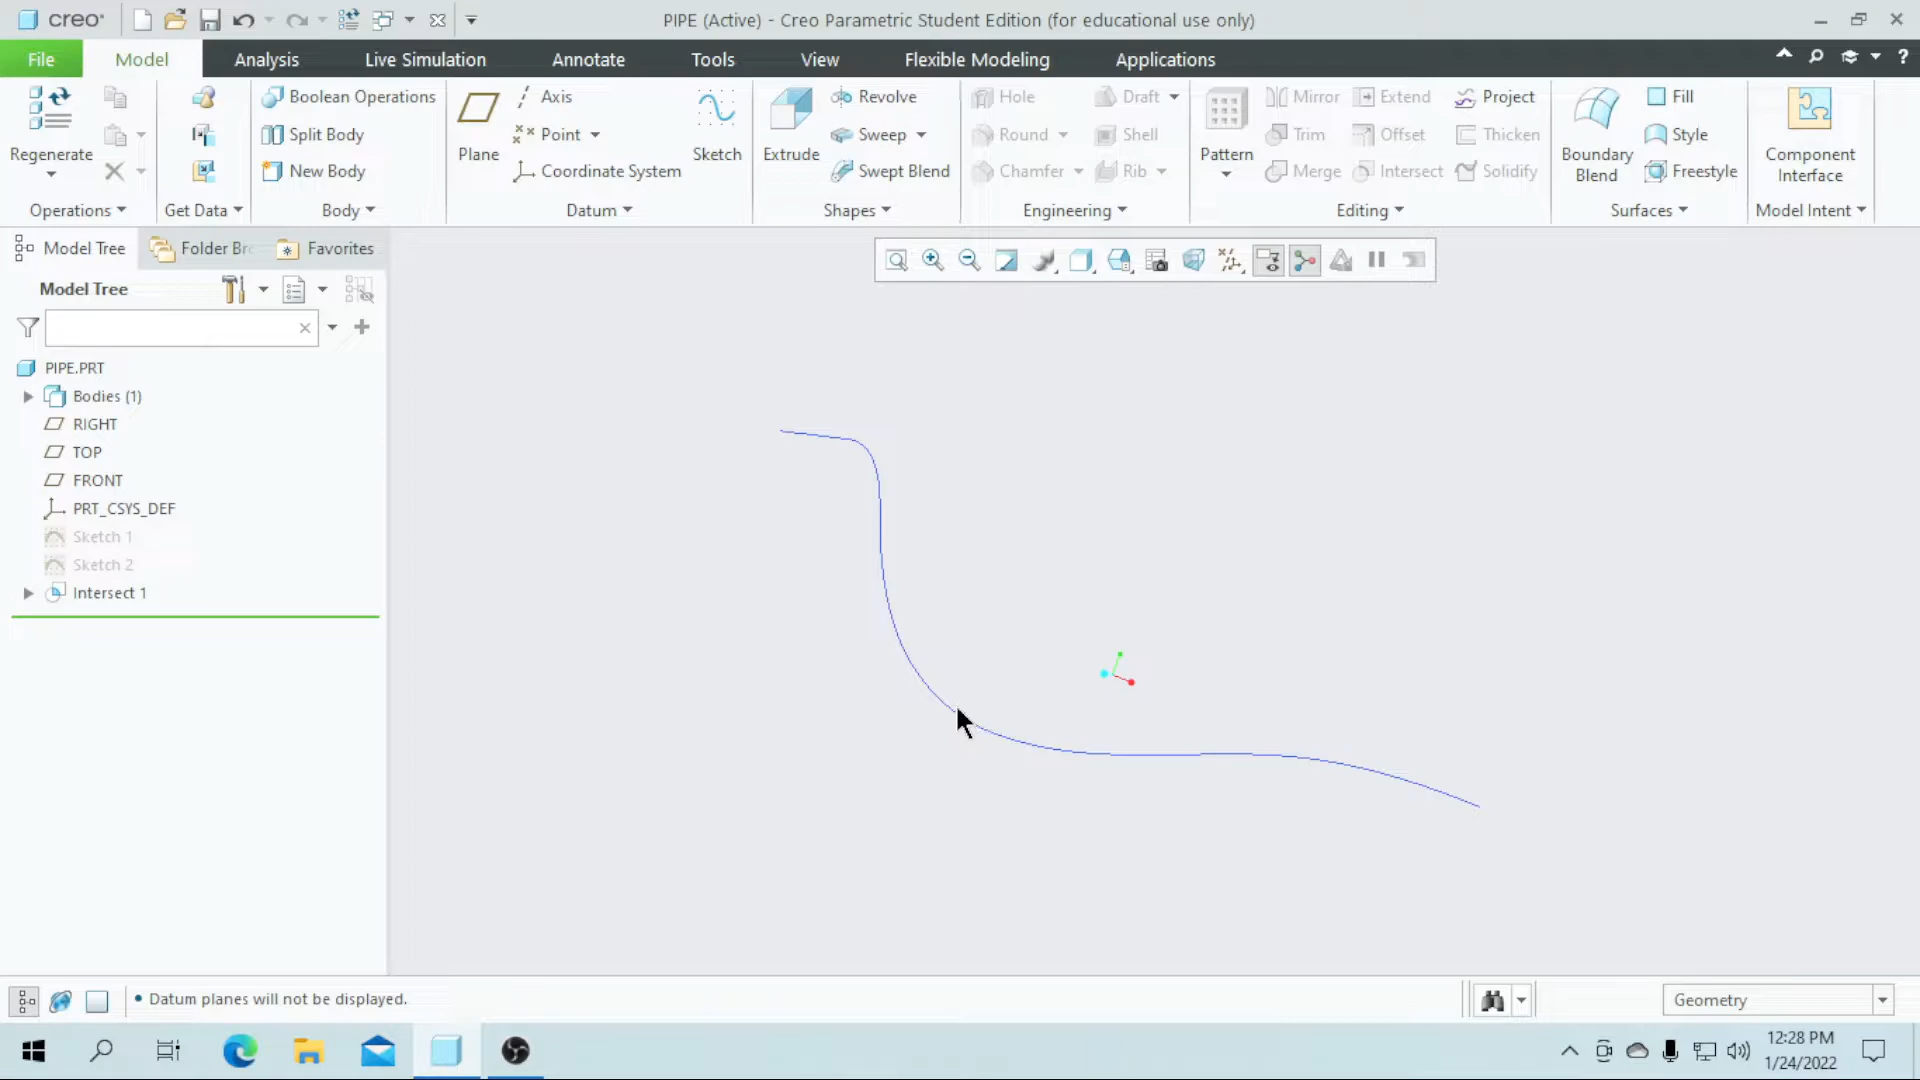 creo
PIPE (Active) - Creo Parametric Student Edition (for educational use only)
File Model Analysis Live Simulation Annotate Tools View Flexible Modeling Applications
Regenerate
Operations
Get Data
Boolean Operations
Split Body
New Body
Body
Plane
Axis
Point
Coordinate System
Sketch
Datum
Extrude
Revolve
Sweep
Swept Blend
Shapes
Hole
Draft
Round
Shell
Chamfer
Rib
Engineering
Pattern
Mirror
Extend
Project
Trim
Offset
Thicken
Merge
Intersect
Solidify
Editing
Boundary
Blend
Fill
Style
Freestyle
Surfaces
Component
Interface
Model Intent
Model Tree Folder Br Favorites
Model Tree
PIPE.PRT
Bodies (1)
RIGHT
TOP
FRONT
PRT_CSYS_DEF
Sketch 1
Sketch 2
Intersect 1
• Datum planes will not be displayed.
Geometry
12:28 PM
1/24/2022